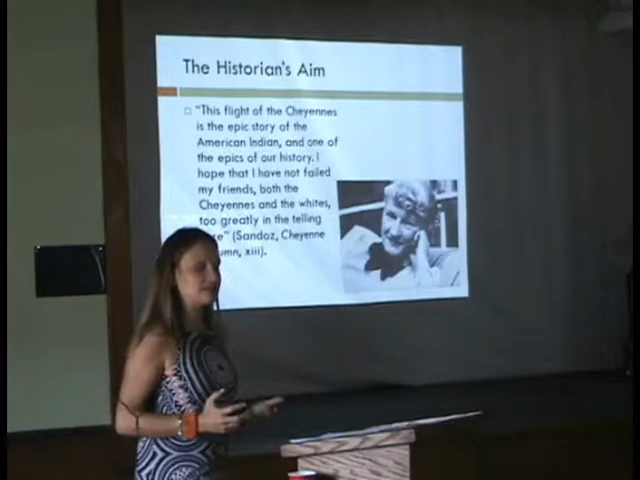 The Historian's Aim
"This flight of the Cheyennes
is the epic story of the
American Indian, and one of
the epics of our history. I
hope that I have not failed
my friends, both the
Cheyennes and the whites,
too greatly in the telling
(Sandoz, Cheyenne
xiii).